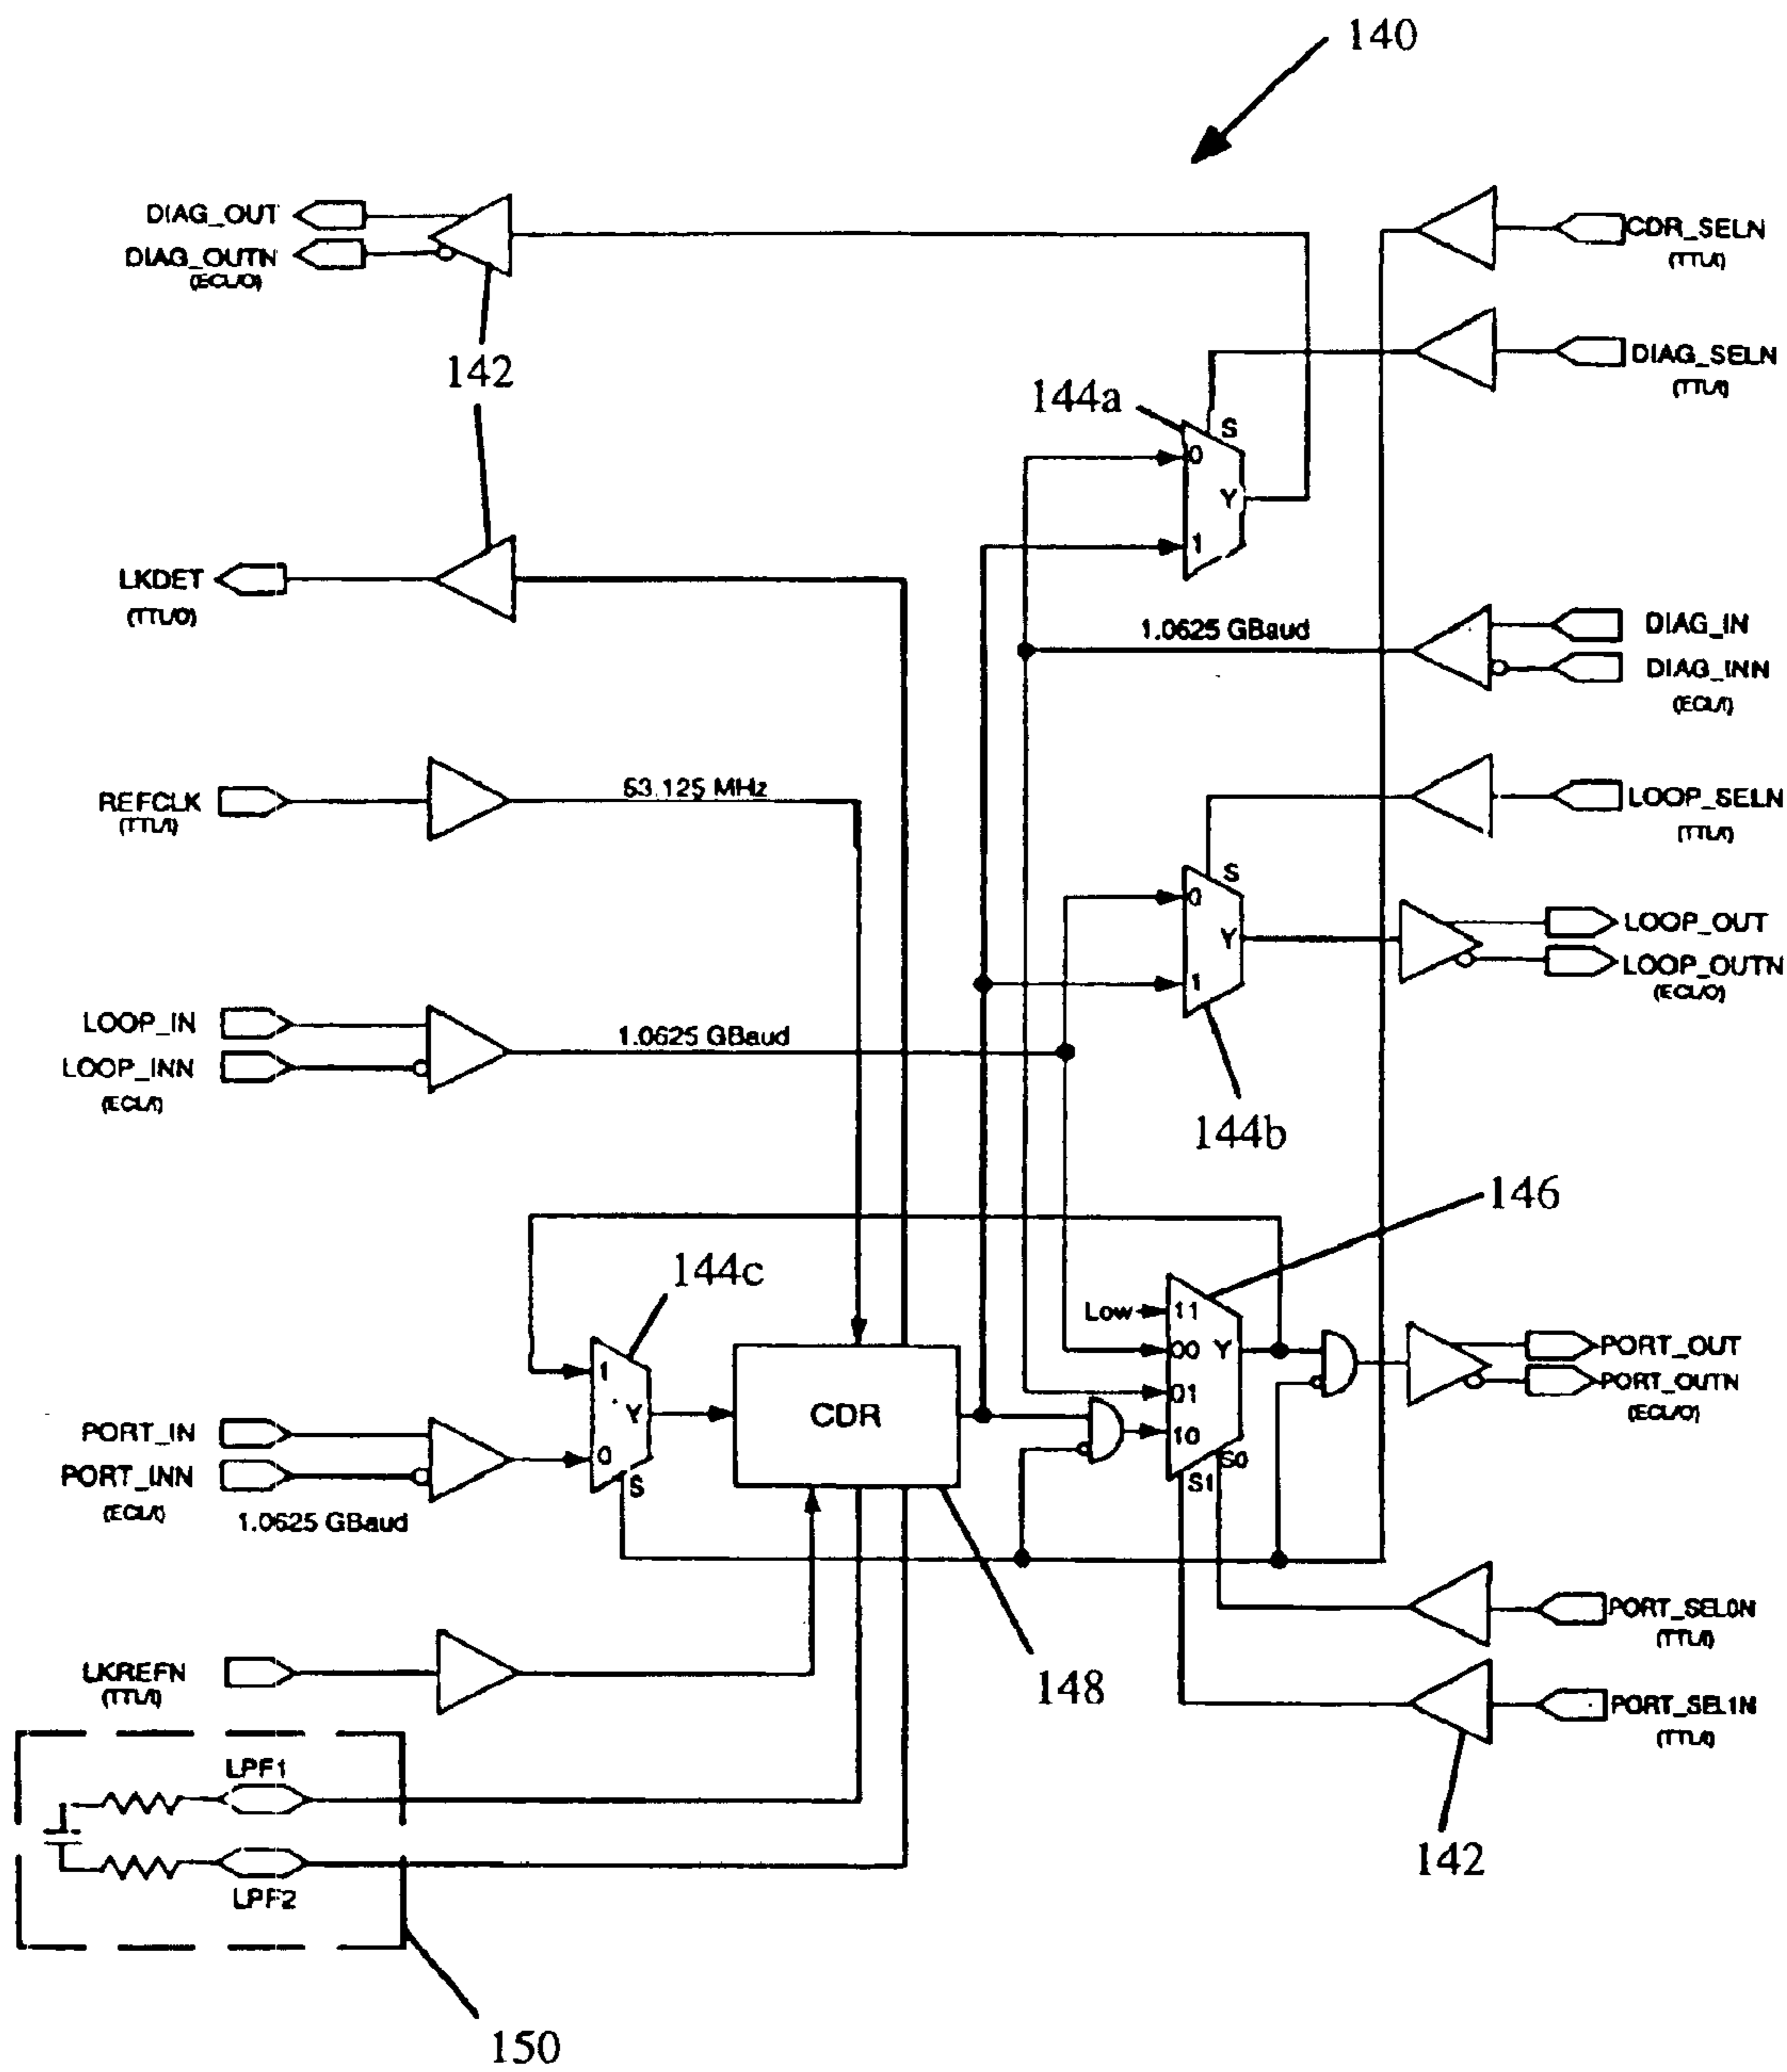 140
DIAG_OUT
DIAG_OUTN
(ECL/O)
CDR_SELN
(TTL/I)
142
DIAG_SELN
(TTL/I)
144a
S
0
Y
1
LKDET
(TTL/O)
1.0625 GBaud
DIAG_IN
DIAG_INN
(ECL/I)
REFCLK
(TTL/I)
53.125 MHz
LOOP_SELN
(TTL/I)
S
0
Y
1
LOOP_OUT
LOOP_OUTN
(ECL/O)
LOOP_IN
LOOP_INN
(ECL/I)
1.0625 GBaud
144b
146
144c
Low
11
00
Y
01
10
S0
S1
1
Y
0
S
CDR
PORT_OUT
PORT_OUTN
(ECL/O)
PORT_IN
PORT_INN
(ECL/I)
1.0625 GBaud
PORT_SEL0N
(TTL/I)
LKREFN
(TTL/I)
148
PORT_SEL1N
(TTL/I)
LPF1
LPF2
142
150